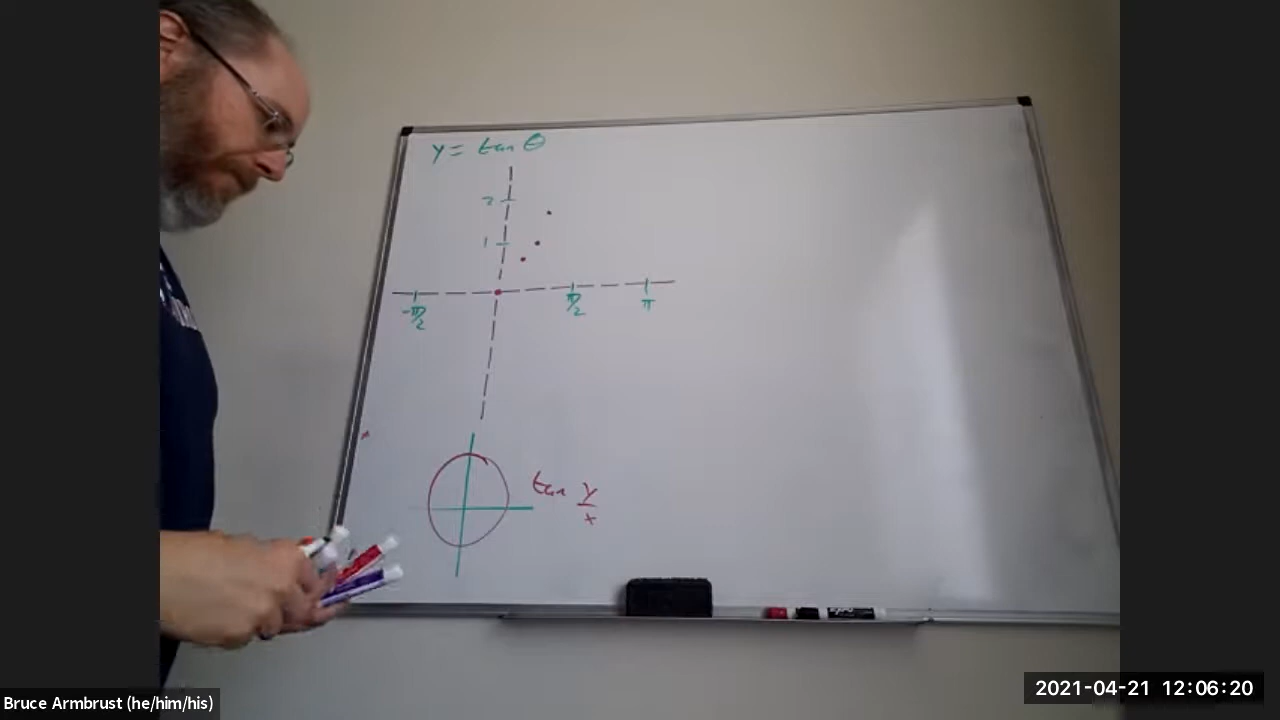 y = tan θ
2
1
-π/2
π/2
π
tan y/x
Bruce Armbrust (he/him/his)
2021-04-21 12:06:20